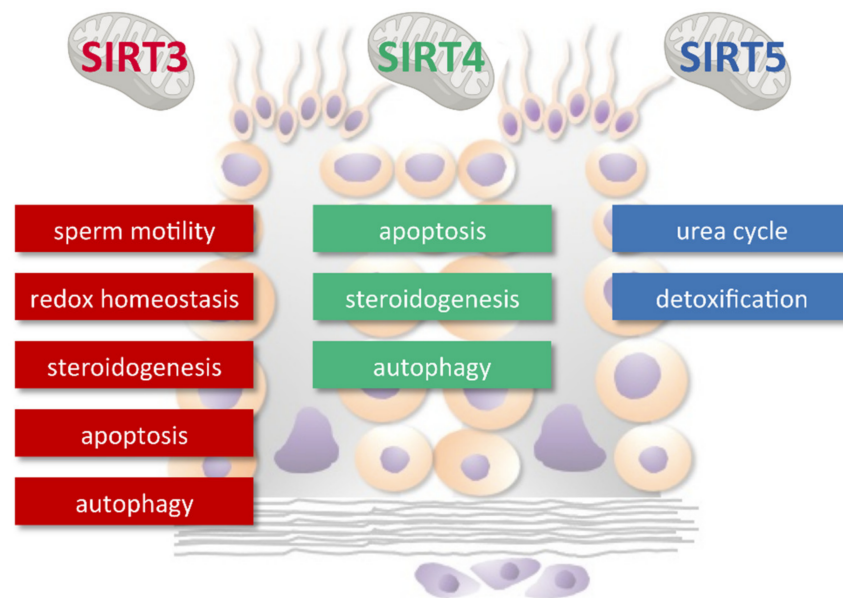 SIRT3
SIRT4
SIRT5
sperm motility
redox homeostasis
steroidogenesis
apoptosis
autophagy
apoptosis
steroidogenesis
autophagy
urea cycle
detoxification